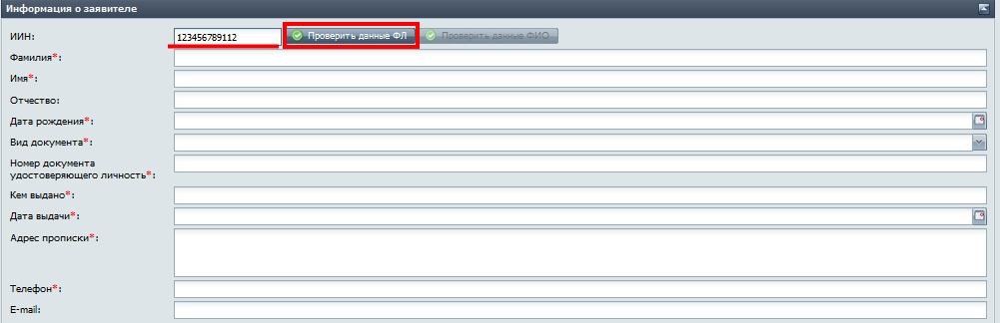 Информация о заявителе
ИИН: 123456789112 Проверить данные ФЛ Проверить данные ФИО
Фамилия*:
Имя*:
Отчество:
Дата рождения*:
Вид документа*:
Номер документа
удостоверяющего личность*:
Кем выдано*:
Дата выдачи*:
Адрес прописки*:
Телефон*:
E-mail: